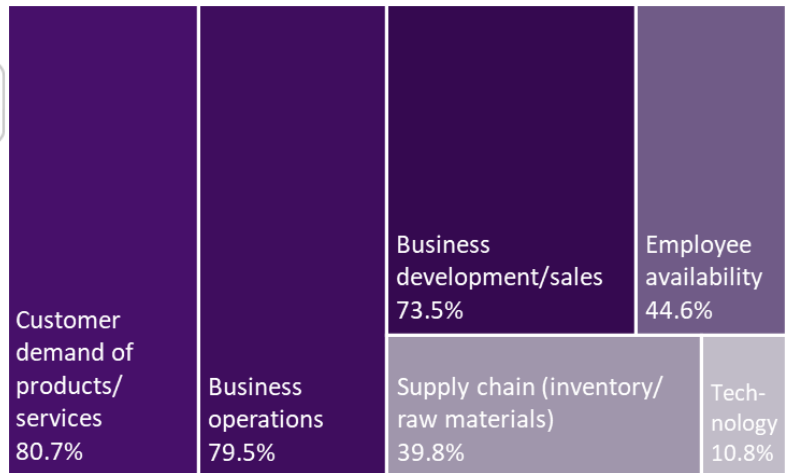 Customer
demand of
products/
services
80.7%
Business
operations
79.5%
Business
development/sales
73.5%
Employee
availability
44.6%
Supply chain (inventory/
raw materials)
39.8%
Tech-
nology
10.8%